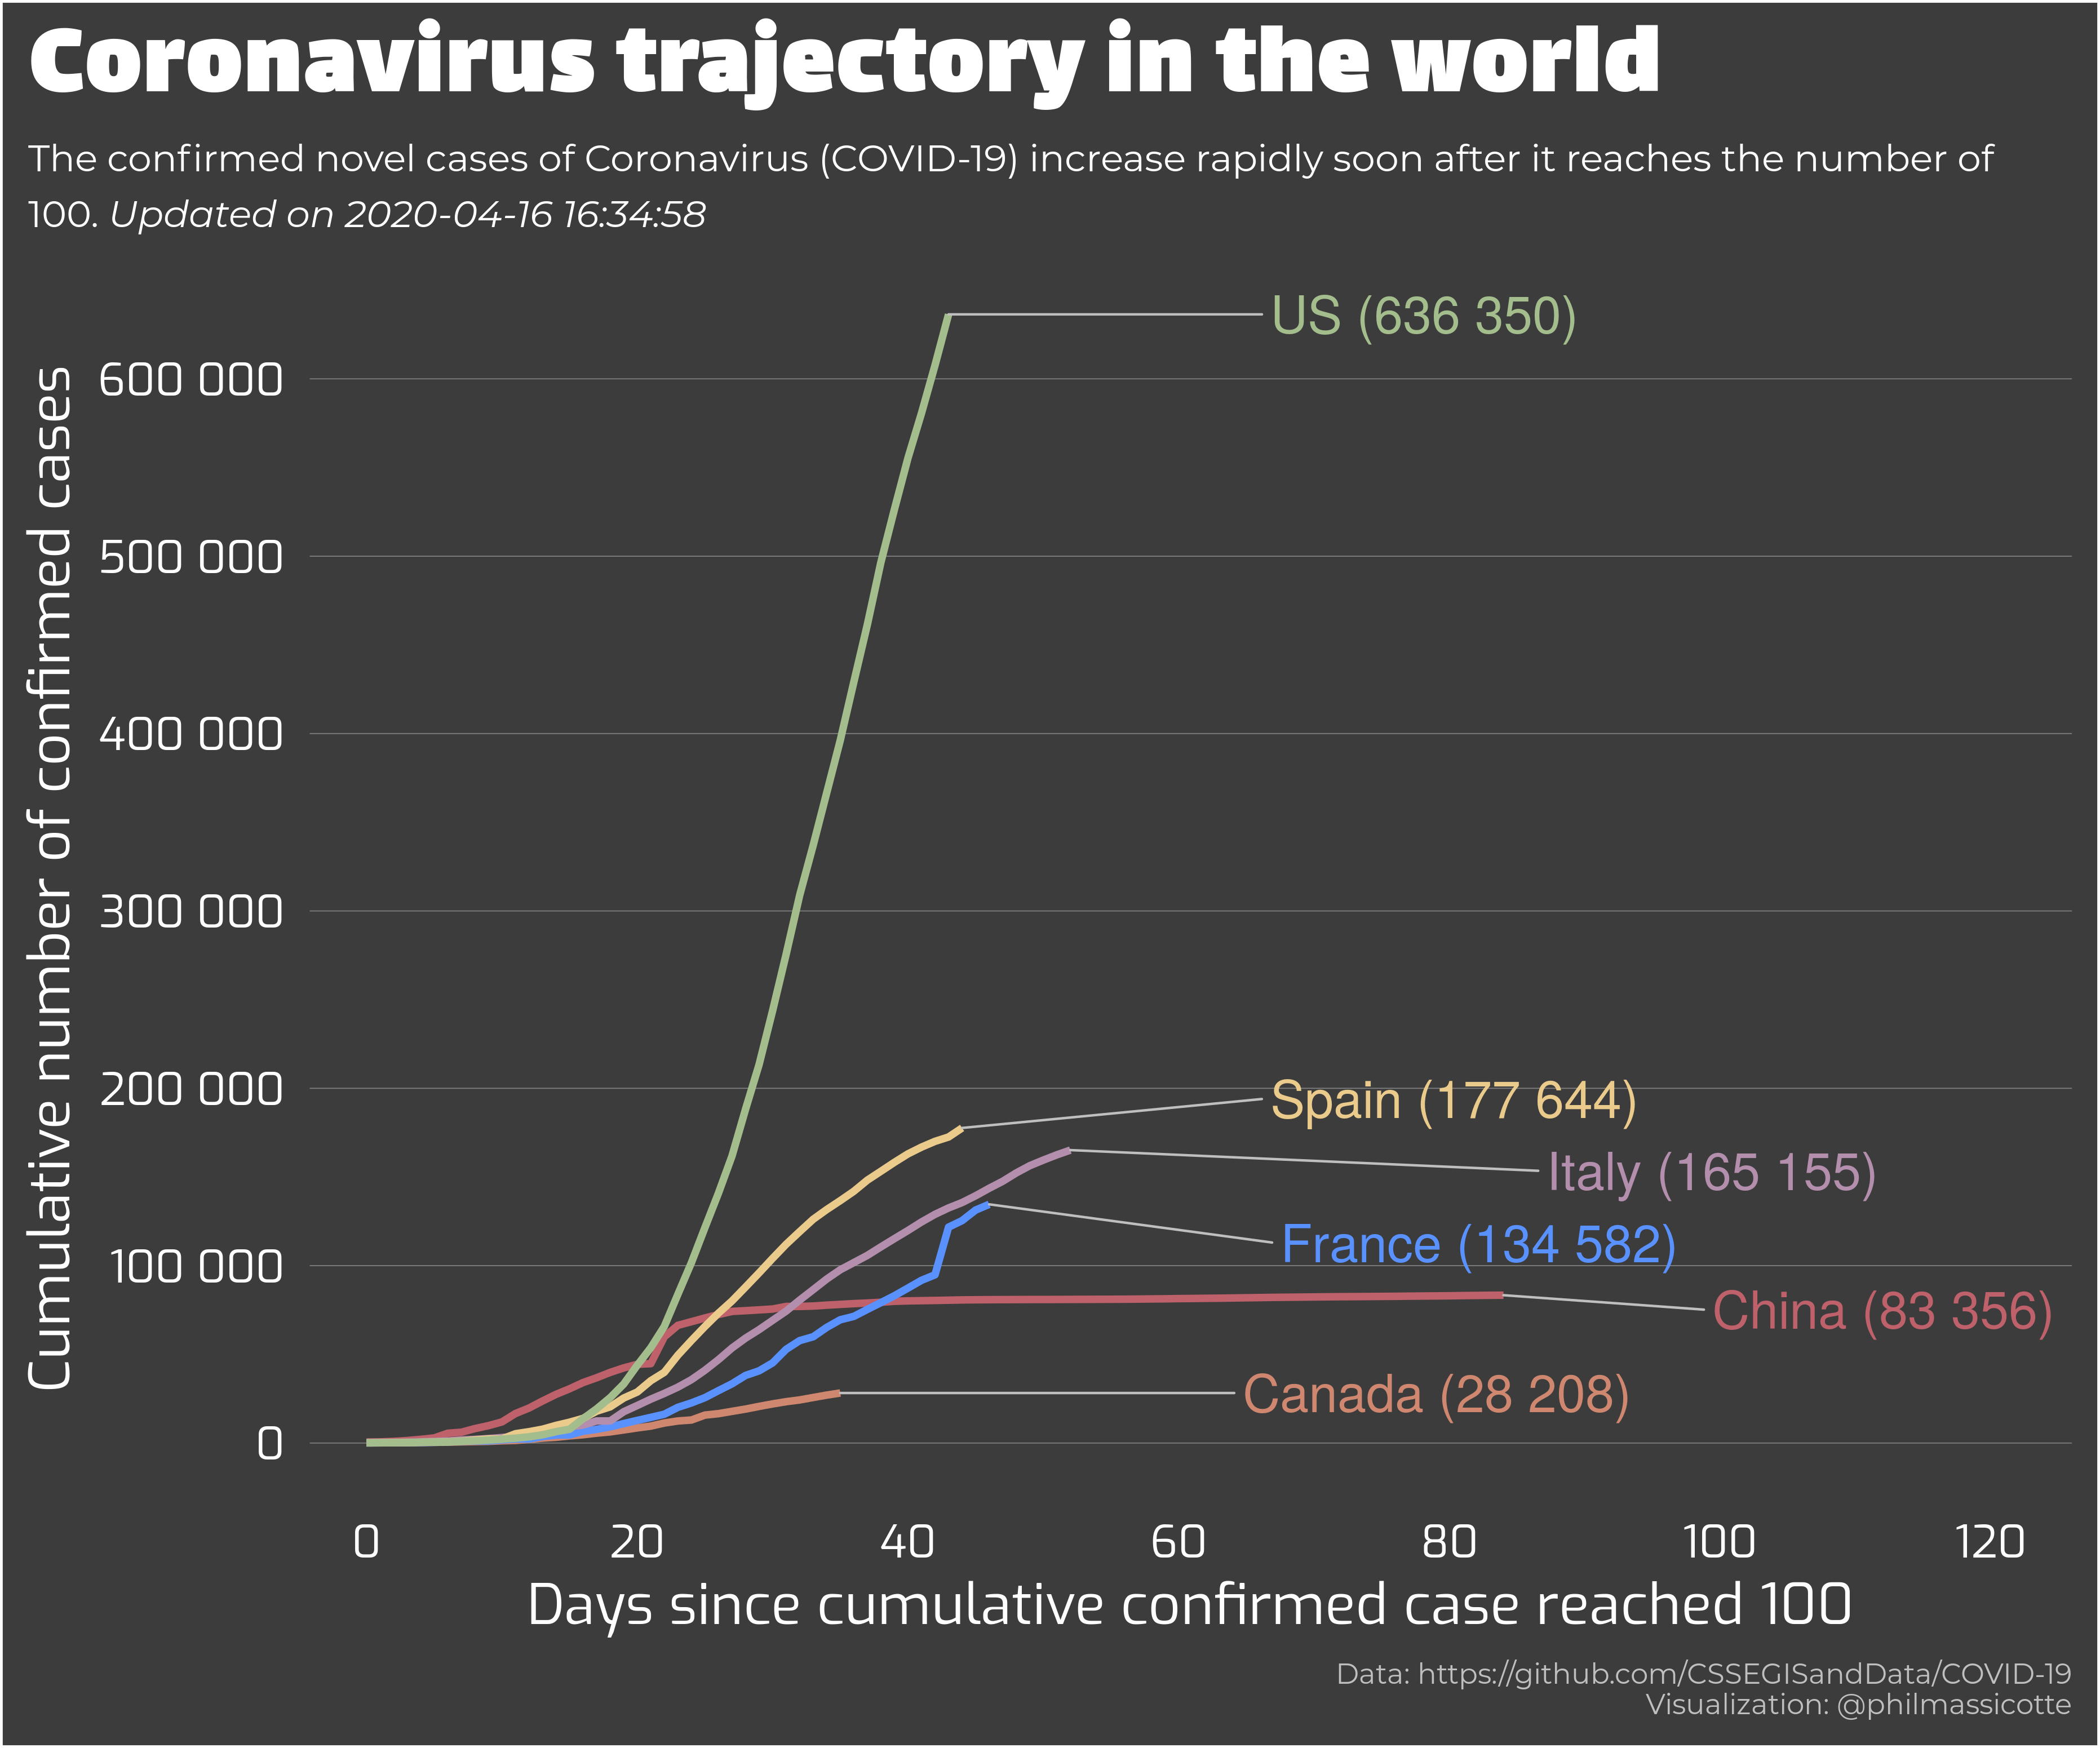 Coronavirus trajectory in the world
The confirmed novel cases of Coronavirus (COVID-19) increase rapidly soon after it reaches the number of
100. Updated on 2020-04-16 16:34:58
Cumulative number of confirmed cases
600 000
500 000
400 000
300 000
200 000
100 000
0
US (636 350)
Spain (177 644)
Italy (165 155)
France (134 582)
China (83 356)
Canada (28 208)
0 20 40 60 80 100 120
Days since cumulative confirmed case reached 100
Data: https://github.com/CSSEGISandData/COVID-19
Visualization: @philmassicotte